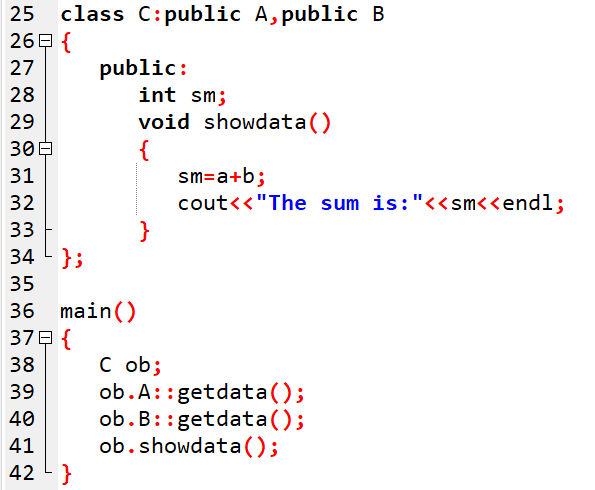 25 class C:public A,public B
26 {
27 public:
28 int sm;
29 void showdata()
30 {
31 sm=a+b;
32 cout<<"The sum is:"<<sm<<endl;
33 }
34 };
35
36 main()
37 {
38 C ob;
39 ob.A::getdata();
40 ob.B::getdata();
41 ob.showdata();
42 }